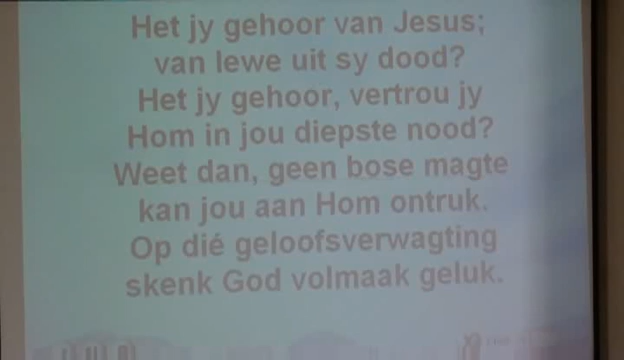 Het jy gehoor van Jesus;
van lewe uit sy dood?
Het jy gehoor, vertrou jy
Hom in jou diepste nood?
Weet dan, geen bose magte
kan jou aan Hom ontruk.
Op dié geloofsverwagting
skenk God volmaak geluk.